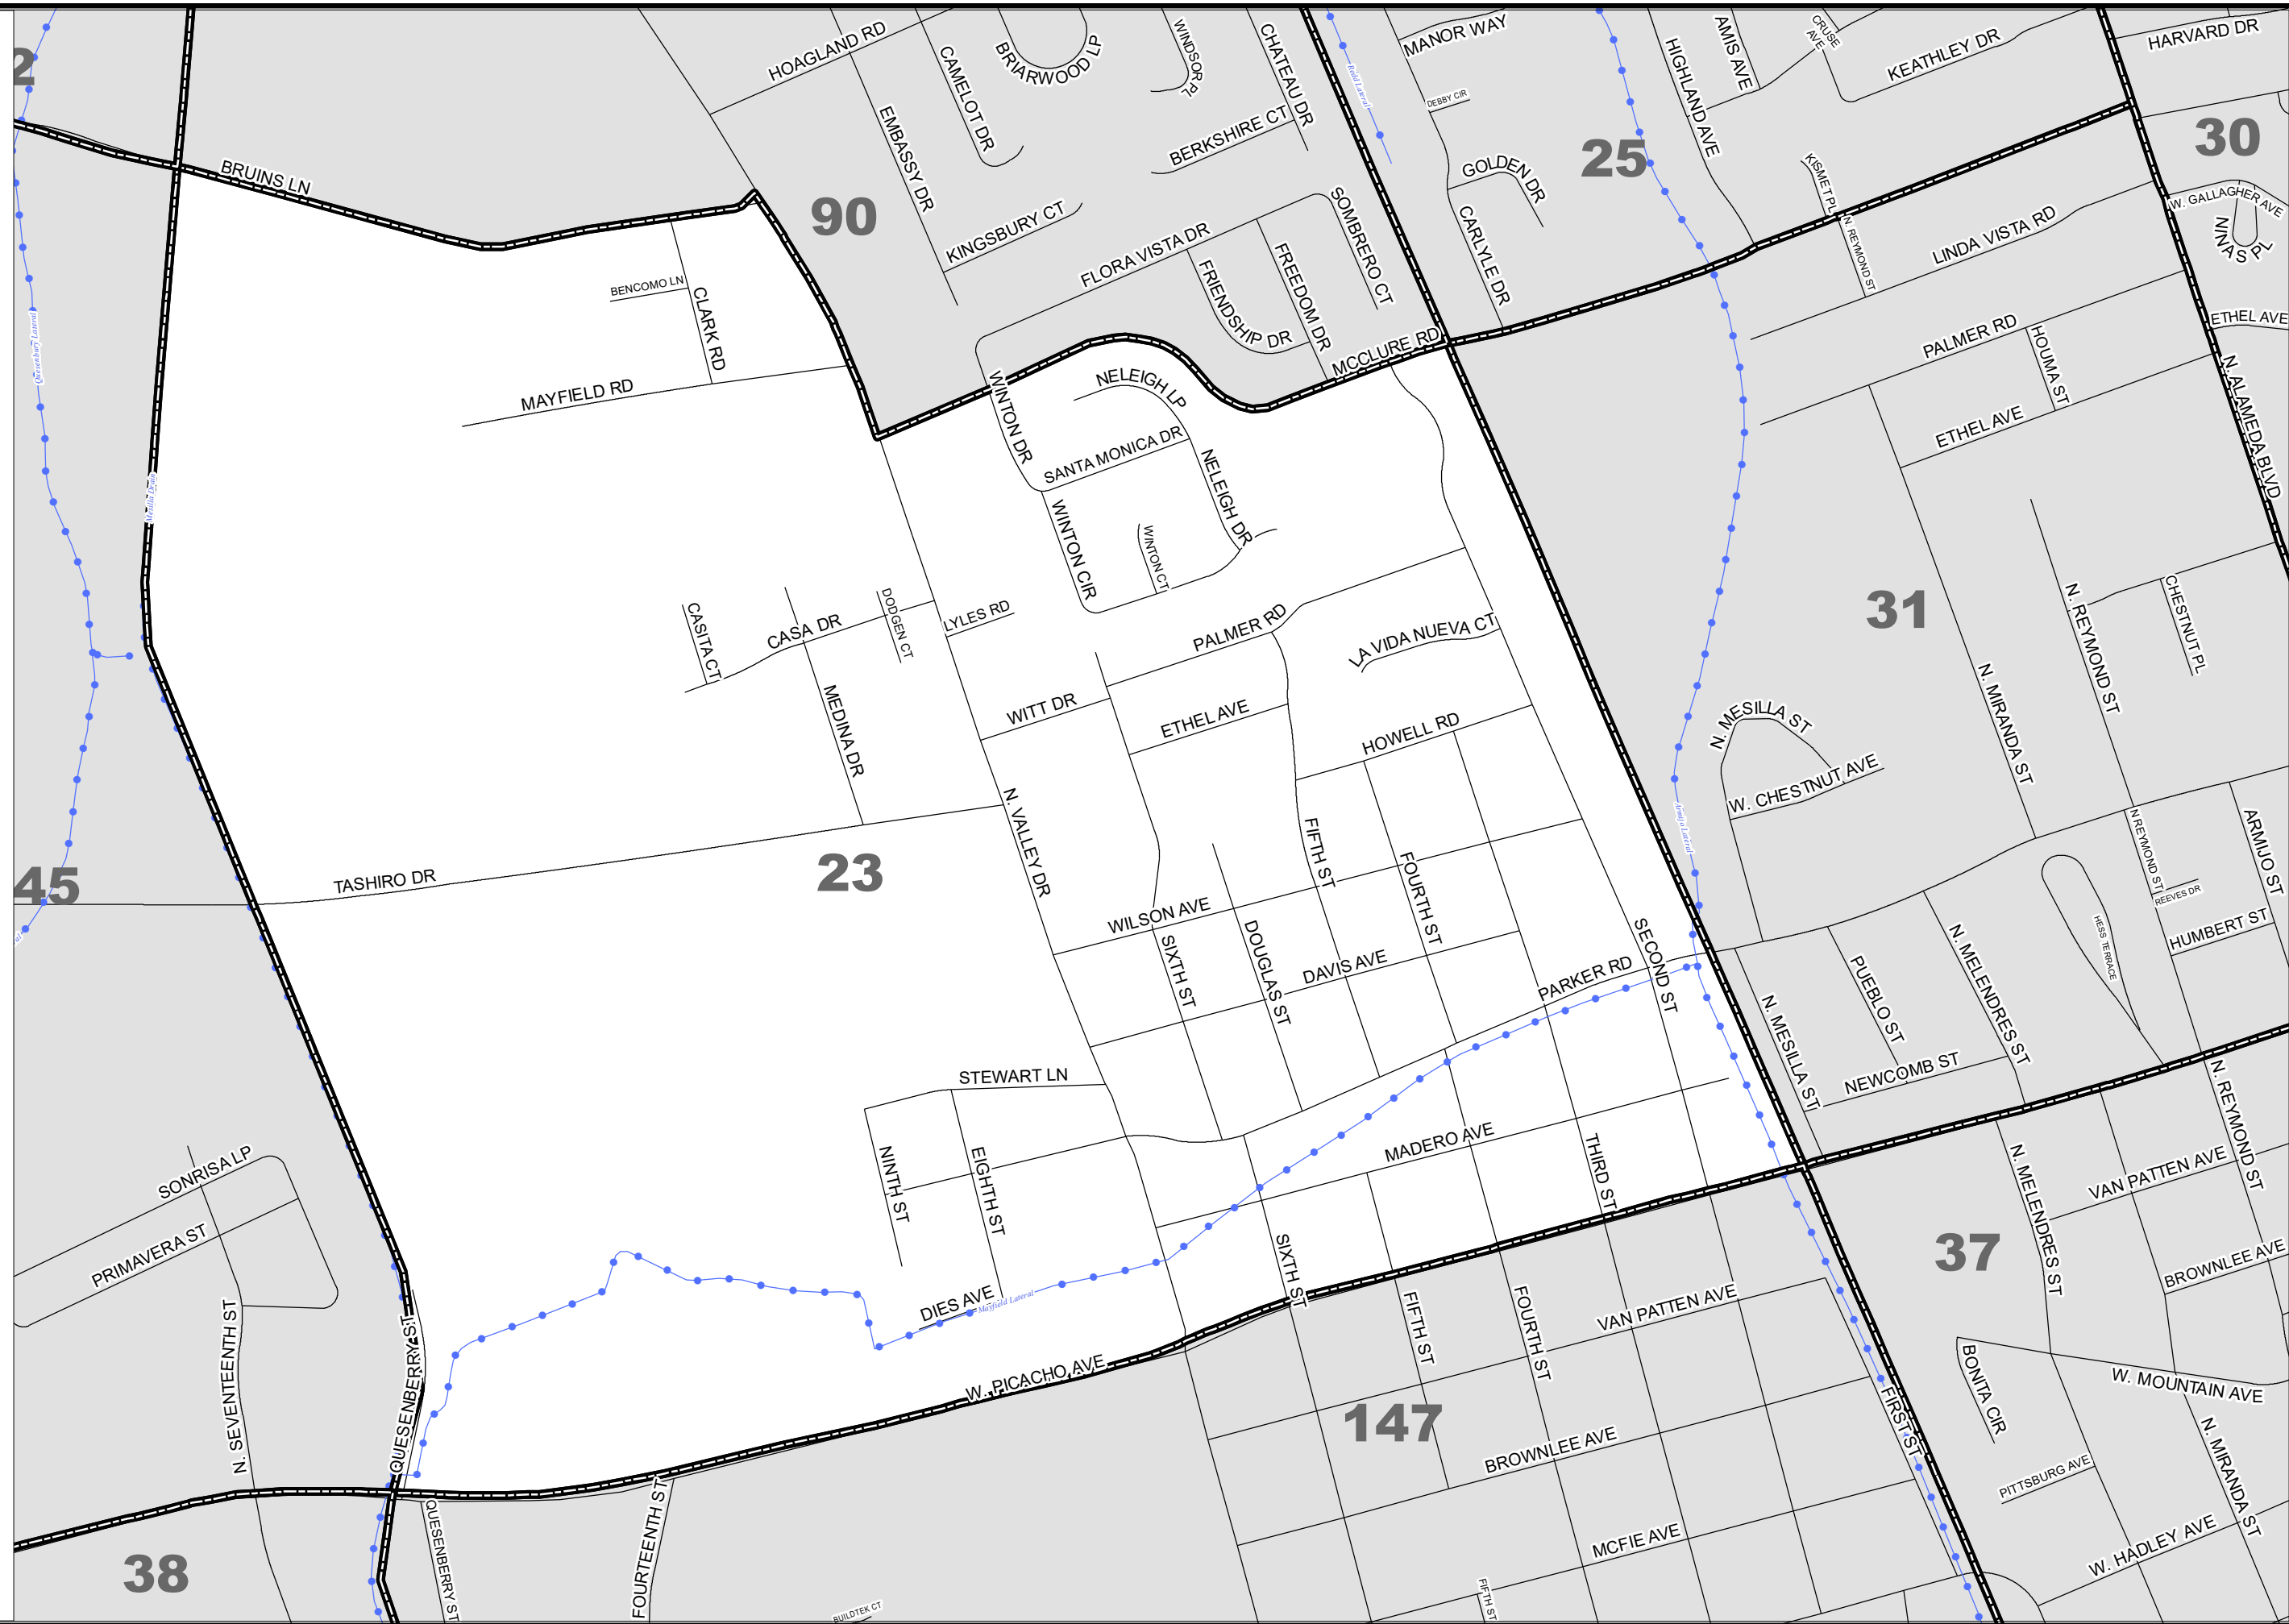 2
HOAGLAND RD
CAMELOT DR
BRIARWOOD LP
WINDSOR PL
CHATEAU DR
Reld Lateral
MANOR WAY
HIGHLAND AVE
AMIS AVE
CRUSE AVE
KEATHLEY DR
HARVARD DR
DEBBY CIR
BRUINS LN
EMBASSY DR
BERKSHIRE CT
90
KINGSBURY CT
FLORA VISTA DR
SOMBRERO CT
GOLDEN DR
CARLYLE DR
25
KISMET PL
N. REYMOND ST
LINDA VISTA RD
30
W. GALLAGHER AVE
NINAS PL
BENCOMO LN
CLARK RD
FRIENDSHIP DR
FREEDOM DR
MCCLURE RD
PALMER RD
HOUMA ST
ETHEL AVE
N. ALAMEDA BLVD
Quesenbury Lateral
MAYFIELD RD
WINTON DR
NELEIGH LP
SANTA MONICA DR
NELEIGH DR
ETHEL AVE
Mesilla Drain
WINTON CIR
WINTON CT
CASITA CT
CASA DR
DODGEN CT
LYLES RD
PALMER RD
LA VIDA NUEVA CT
31
N. REYMOND ST
CHESTNUT PL
MEDINA DR
WITT DR
ETHEL AVE
HOWELL RD
N. MESILLA ST
N. MIRANDA ST
W. CHESTNUT AVE
Armijo Lateral
N. VALLEY DR
45
TASHIRO DR
23
FIFTH ST
FOURTH ST
N REYMOND ST
ARMIJO ST
REEVES DR
WILSON AVE
SIXTH ST
DOUGLAS ST
DAVIS AVE
PARKER RD
SECOND ST
PUEBLO ST
N. MELENDRES ST
HESS TERRACE
HUMBERT ST
N. MESILLA ST
NEWCOMB ST
N. REYMOND ST
STEWART LN
NINTH ST
EIGHTH ST
MADERO AVE
THIRD ST
N. MELENDRES ST
VAN PATTEN AVE
SONRISA LP
PRIMAVERA ST
SIXTH ST
37
BROWNLEE AVE
DIES AVE
Mayfield Lateral
FIFTH ST
FOURTH ST
VAN PATTEN AVE
N. SEVENTEENTH ST
QUESENBERRY ST
W. PICACHO AVE
147
BROWNLEE AVE
FIRST ST
BONITA CIR
W. MOUNTAIN AVE
N. MIRANDA ST
PITTSBURG AVE
38
QUESENBERRY ST
FOURTEENTH ST
BUILDTEK CT
FIFTH ST
MCFIE AVE
W. HADLEY AVE